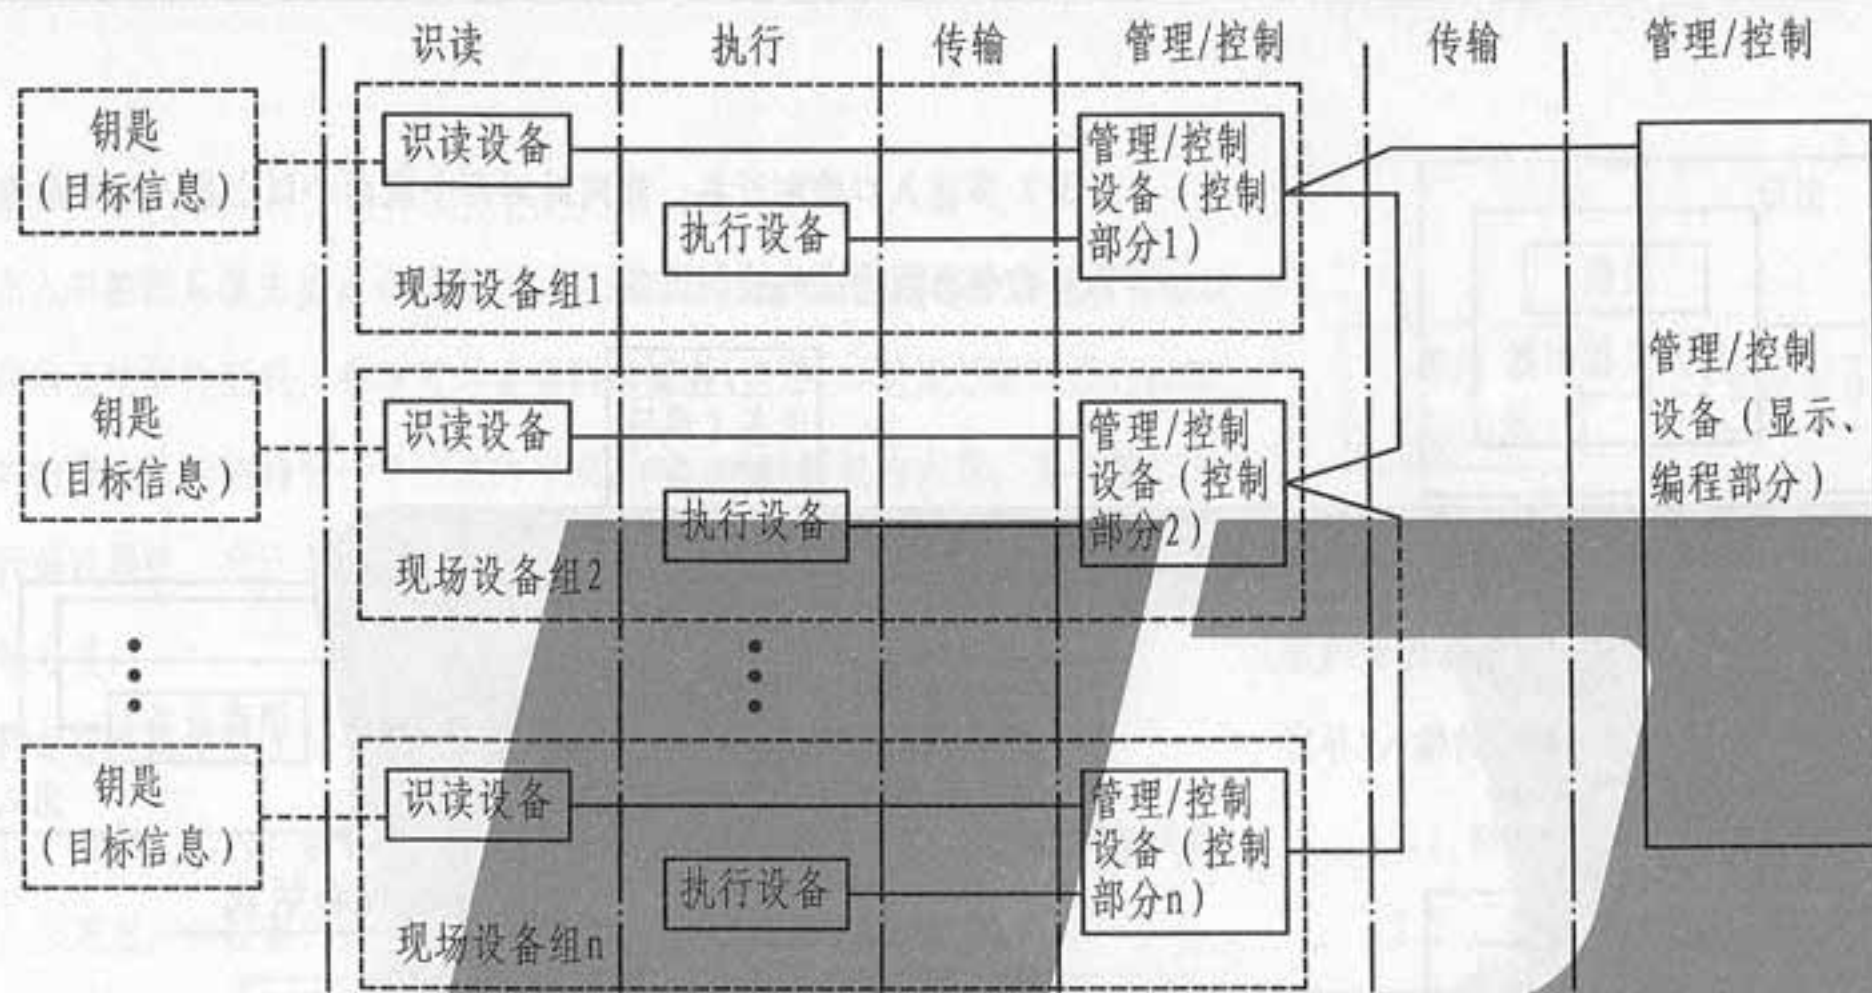 识读 执行 传输 管理/控制 传输 管理/控制
钥匙
(目标信息)
识读设备
执行设备
现场设备组1
管理/控制
设备(控制
部分1)
钥匙
(目标信息)
识读设备
执行设备
现场设备组2
管理/控制
设备(控制
部分2)
管理/控制
设备(显示、
编程部分)
钥匙
(目标信息)
识读设备
执行设备
现场设备组n
管理/控制
设备(控制
部分n)